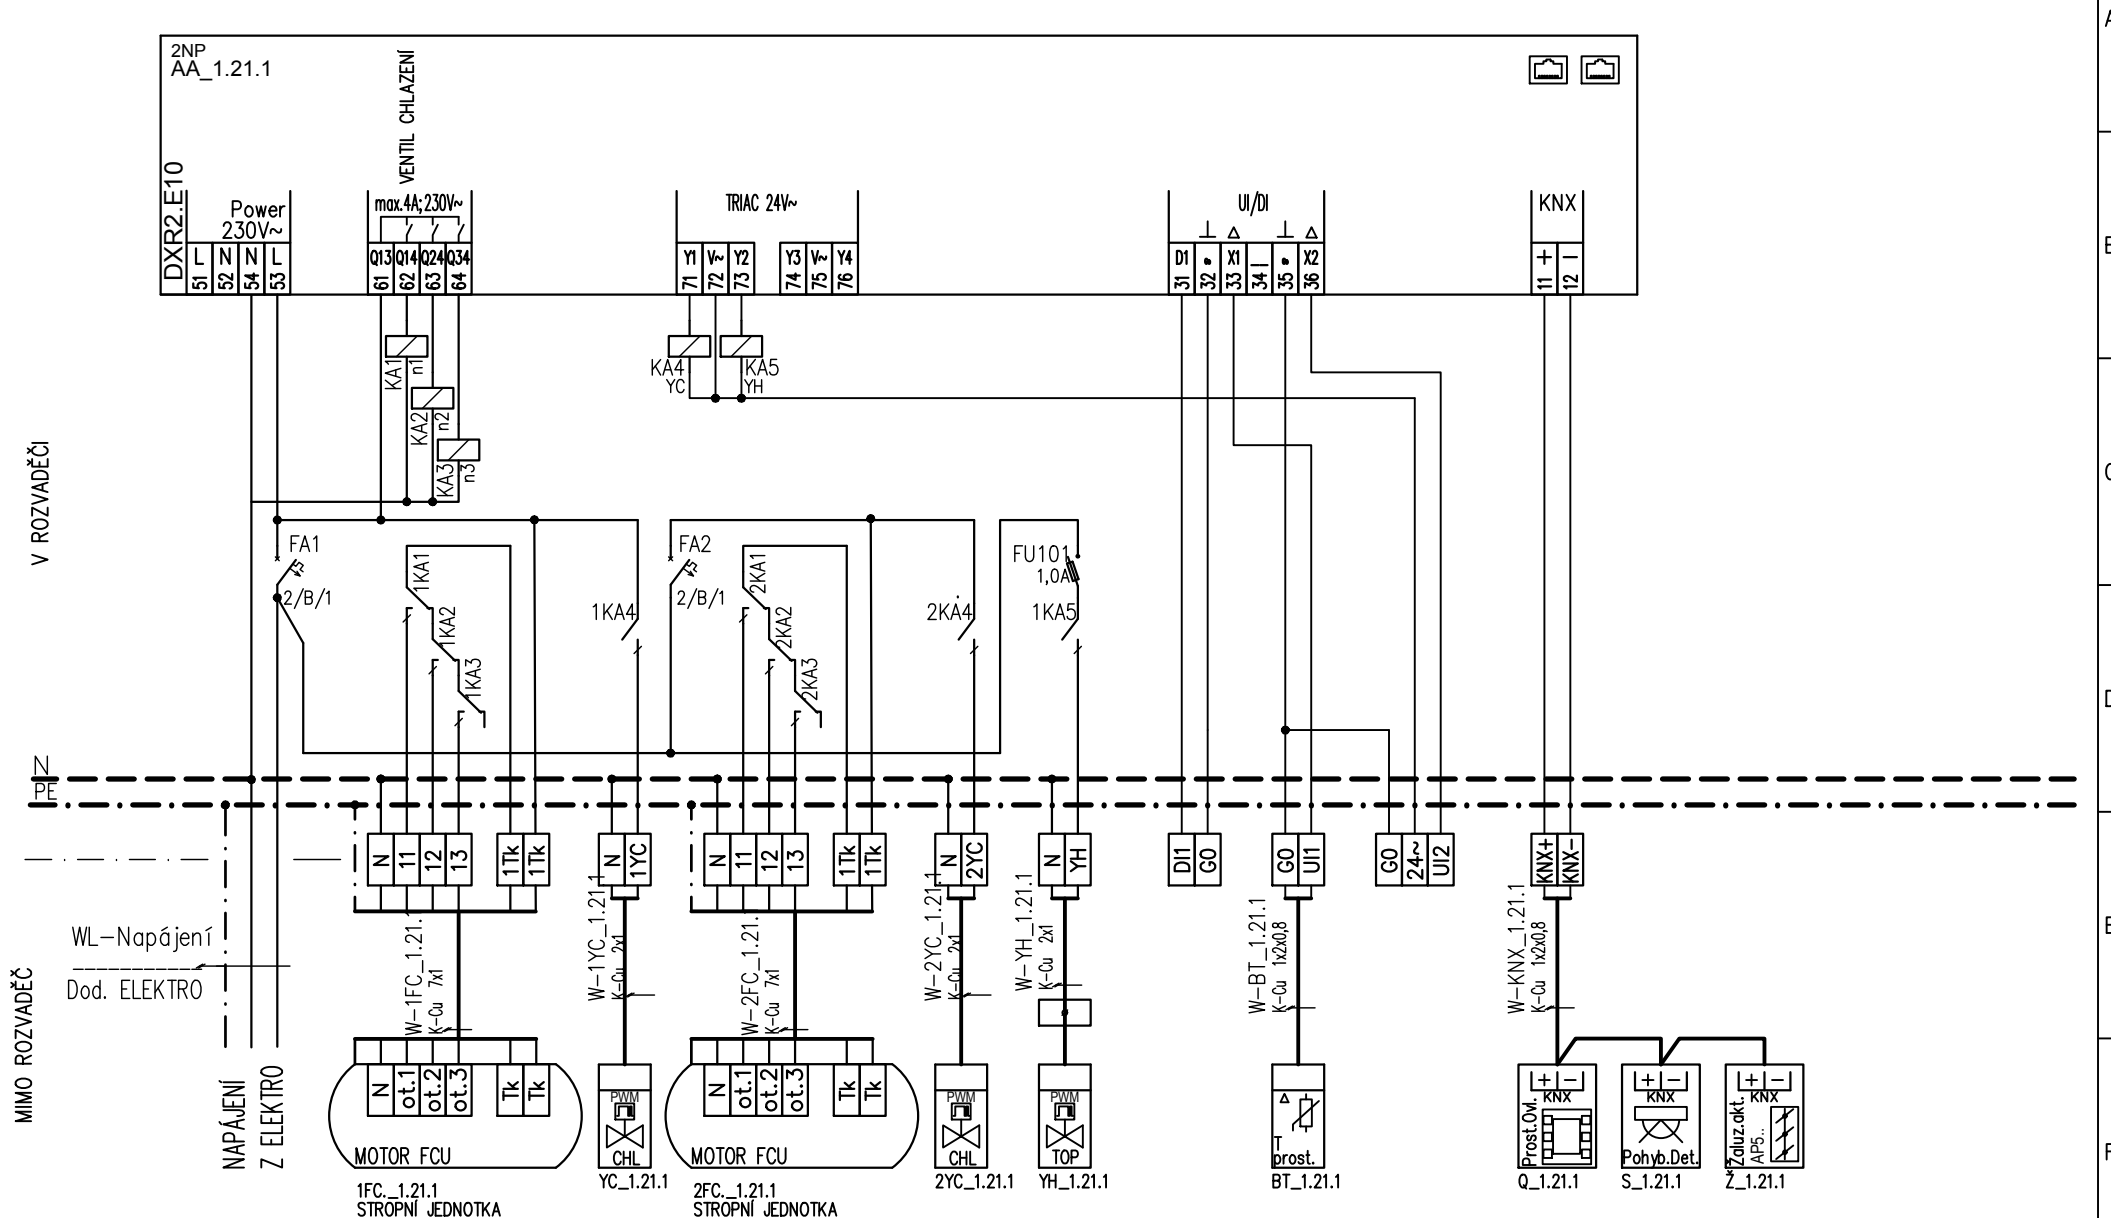 2NP
AA_1.21.1
VENTIL CHLAZENÍ
DXR2.E10
Power
230V~
max.4A;230V~
TRIAC 24V~
UI/DI
KNX
L N N L
51 52 54 53
Q13 Q14 Q24 Q34
61 62 63 64
Y1 V~ Y2
71 72 73
Y3 V~ Y4
74 75 76
D1 X1 X2
31 32 33 34 35 36
+ −
11 12
KA1
n1
KA2
n2
KA3
n3
KA4
YC
KA5
YH
V ROZVADĚČI
FA1
2/B/1
1KA1
1KA2
1KA3
1KA4
FA2
2/B/1
2KA1
2KA2
2KA3
2KA4
FU101
1,0A
1KA5
N
PE
N 11 12 13 1Tk 1Tk
N 1YC
N 11 12 13 1Tk 1Tk
N 2YC
N YH
DI1 G0
G0 UI1
G0 24~ UI2
KNX+ KNX−
WL−Napájení
Dod. ELEKTRO
MIMO ROZVADĚČ
NAPÁJENÍ
Z ELEKTRO
W−1FC_1.21.
K−Cu 7x1
W−1YC_1.21.1
K−Cu 2x1
W−2FC_1.21.
K−Cu 7x1
W−2YC_1.21.1
K−Cu 2x1
W−YH_1.21.1
K−Cu 2x1
W−BT_1.21.1
K−Cu 1x2x0,8
W−KNX_1.21.1
K−Cu 1x2x0,8
N ot.1 ot.2 ot.3 Tk Tk
MOTOR FCU
1FC._1.21.1
STROPNÍ JEDNOTKA
PWM
CHL
YC_1.21.1
N ot.1 ot.2 ot.3 Tk Tk
MOTOR FCU
2FC._1.21.1
STROPNÍ JEDNOTKA
PWM
CHL
2YC_1.21.1
PWM
TOP
YH_1.21.1
T
prost.
BT_1.21.1
+ −
KNX
Prost.Ovl.
Q_1.21.1
+ −
KNX
Pohyb.Det.
S_1.21.1
+ −
KNX
Žaluz.akt.
AP5..
Ž_1.21.1